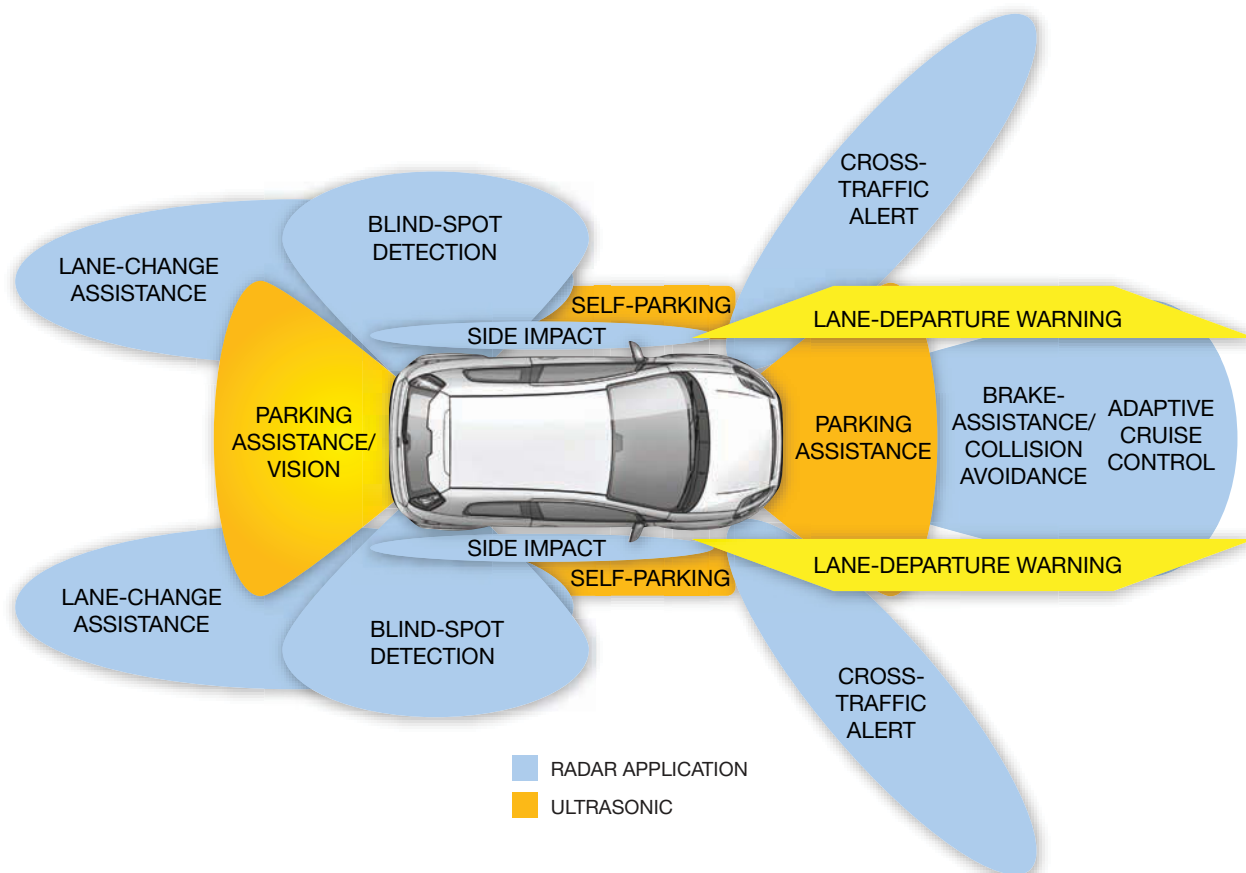 CROSS-
TRAFFIC
ALERT
BLIND-SPOT
DETECTION
LANE-CHANGE
ASSISTANCE
SELF-PARKING
SIDE IMPACT
LANE-DEPARTURE WARNING
PARKING
ASSISTANCE/
VISION
PARKING
ASSISTANCE
BRAKE-
ASSISTANCE/
COLLISION
AVOIDANCE
ADAPTIVE
CRUISE
CONTROL
SIDE IMPACT
SELF-PARKING
LANE-DEPARTURE WARNING
LANE-CHANGE
ASSISTANCE
BLIND-SPOT
DETECTION
CROSS-
TRAFFIC
ALERT
RADAR APPLICATION
ULTRASONIC